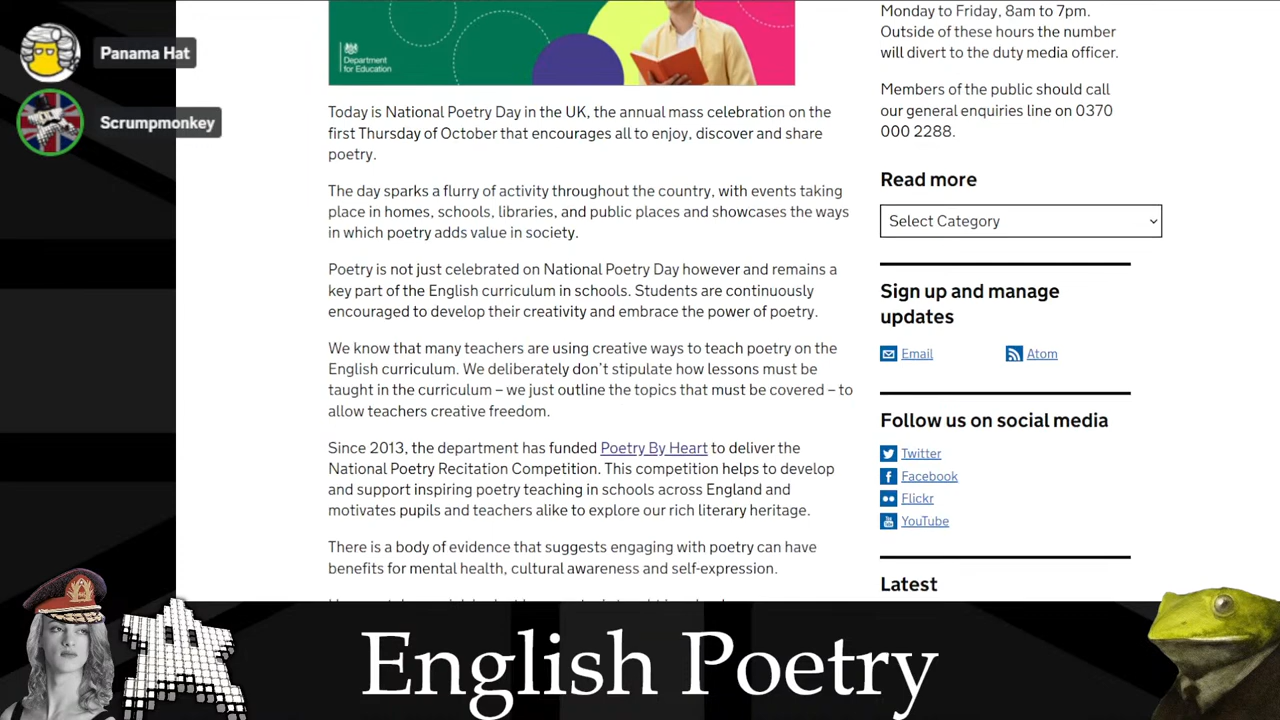 Panama Hat
Scrumpmonkey
Department
for Education
Today is National Poetry Day in the UK, the annual mass celebration on the
first Thursday of October that encourages all to enjoy, discover and share
poetry.
The day sparks a flurry of activity throughout the country, with events taking
place in homes, schools, libraries, and public places and showcases the ways
in which poetry adds value in society.
Poetry is not just celebrated on National Poetry Day however and remains a
key part of the English curriculum in schools. Students are continuously
encouraged to develop their creativity and embrace the power of poetry.
We know that many teachers are using creative ways to teach poetry on the
English curriculum. We deliberately don't stipulate how lessons must be
taught in the curriculum – we just outline the topics that must be covered – to
allow teachers creative freedom.
Since 2013, the department has funded Poetry By Heart to deliver the
National Poetry Recitation Competition. This competition helps to develop
and support inspiring poetry teaching in schools across England and
motivates pupils and teachers alike to explore our rich literary heritage.
There is a body of evidence that suggests engaging with poetry can have
benefits for mental health, cultural awareness and self-expression.
Monday to Friday, 8am to 7pm.
Outside of these hours the number
will divert to the duty media officer.
Members of the public should call
our general enquiries line on 0370
000 2288.
Read more
Select Category
Sign up and manage
updates
Email
Atom
Follow us on social media
Twitter
Facebook
Flickr
YouTube
Latest
English Poetry